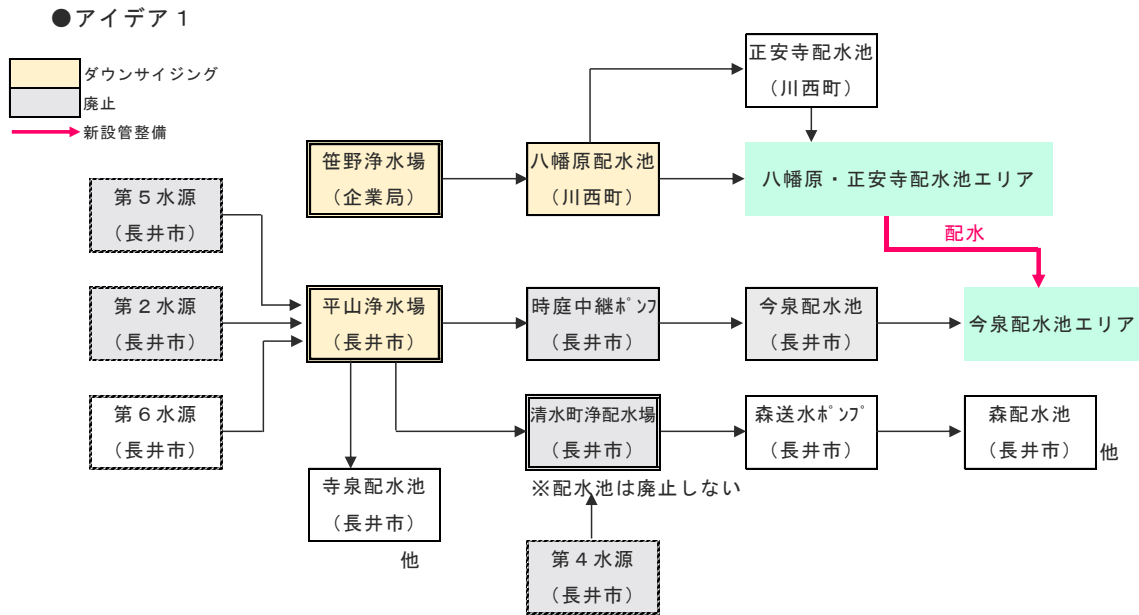 ●アイデア１
ダウンサイジング
廃止
新設管整備
正安寺配水池
（川西町）
笹野浄水場
（企業局）
八幡原配水池
（川西町）
八幡原・正安寺配水池エリア
配水
第５水源
（長井市）
第２水源
（長井市）
平山浄水場
（長井市）
時庭中継ﾎﾟﾝﾌ
（長井市）
今泉配水池
（長井市）
今泉配水池エリア
第６水源
（長井市）
清水町浄配水場
（長井市）
※配水池は廃止しない
森送水ﾎﾟﾝﾌﾟ
（長井市）
森配水池
（長井市）
他
寺泉配水池
（長井市）
他
第４水源
（長井市）